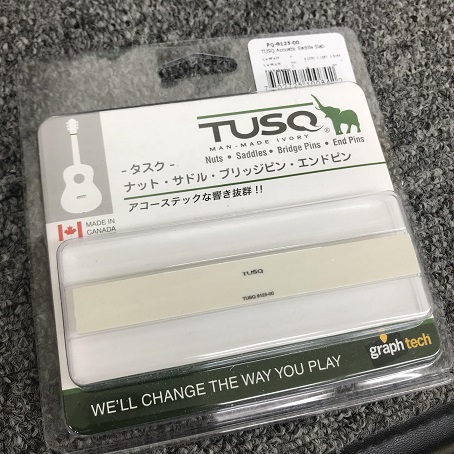 PQ-9125-00
TUSQ Acoustic Saddle Slab
TUSQ
MAN-MADE IVORY
Nuts • Saddles • Bridge Pins • End Pins
- タスク -
ナット・サドル・ブリッジピン・エンドピン
アコーステックな響き抜群!!
MADE IN
CANADA
TUSQ
TUSQ 9125-00
graph tech
WE'LL CHANGE THE WAY YOU PLAY